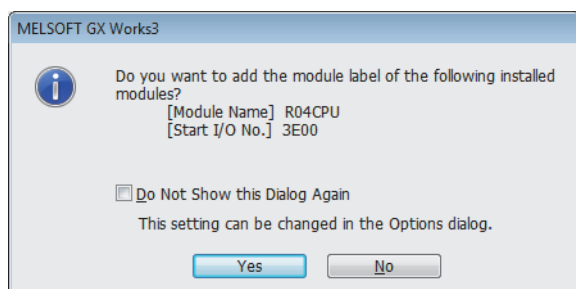 MELSOFT GX Works3
Do you want to add the module label of the following installed
modules?
[Module Name] R04CPU
[Start I/O No.] 3E00
Do Not Show this Dialog Again
This setting can be changed in the Options dialog.
Yes No